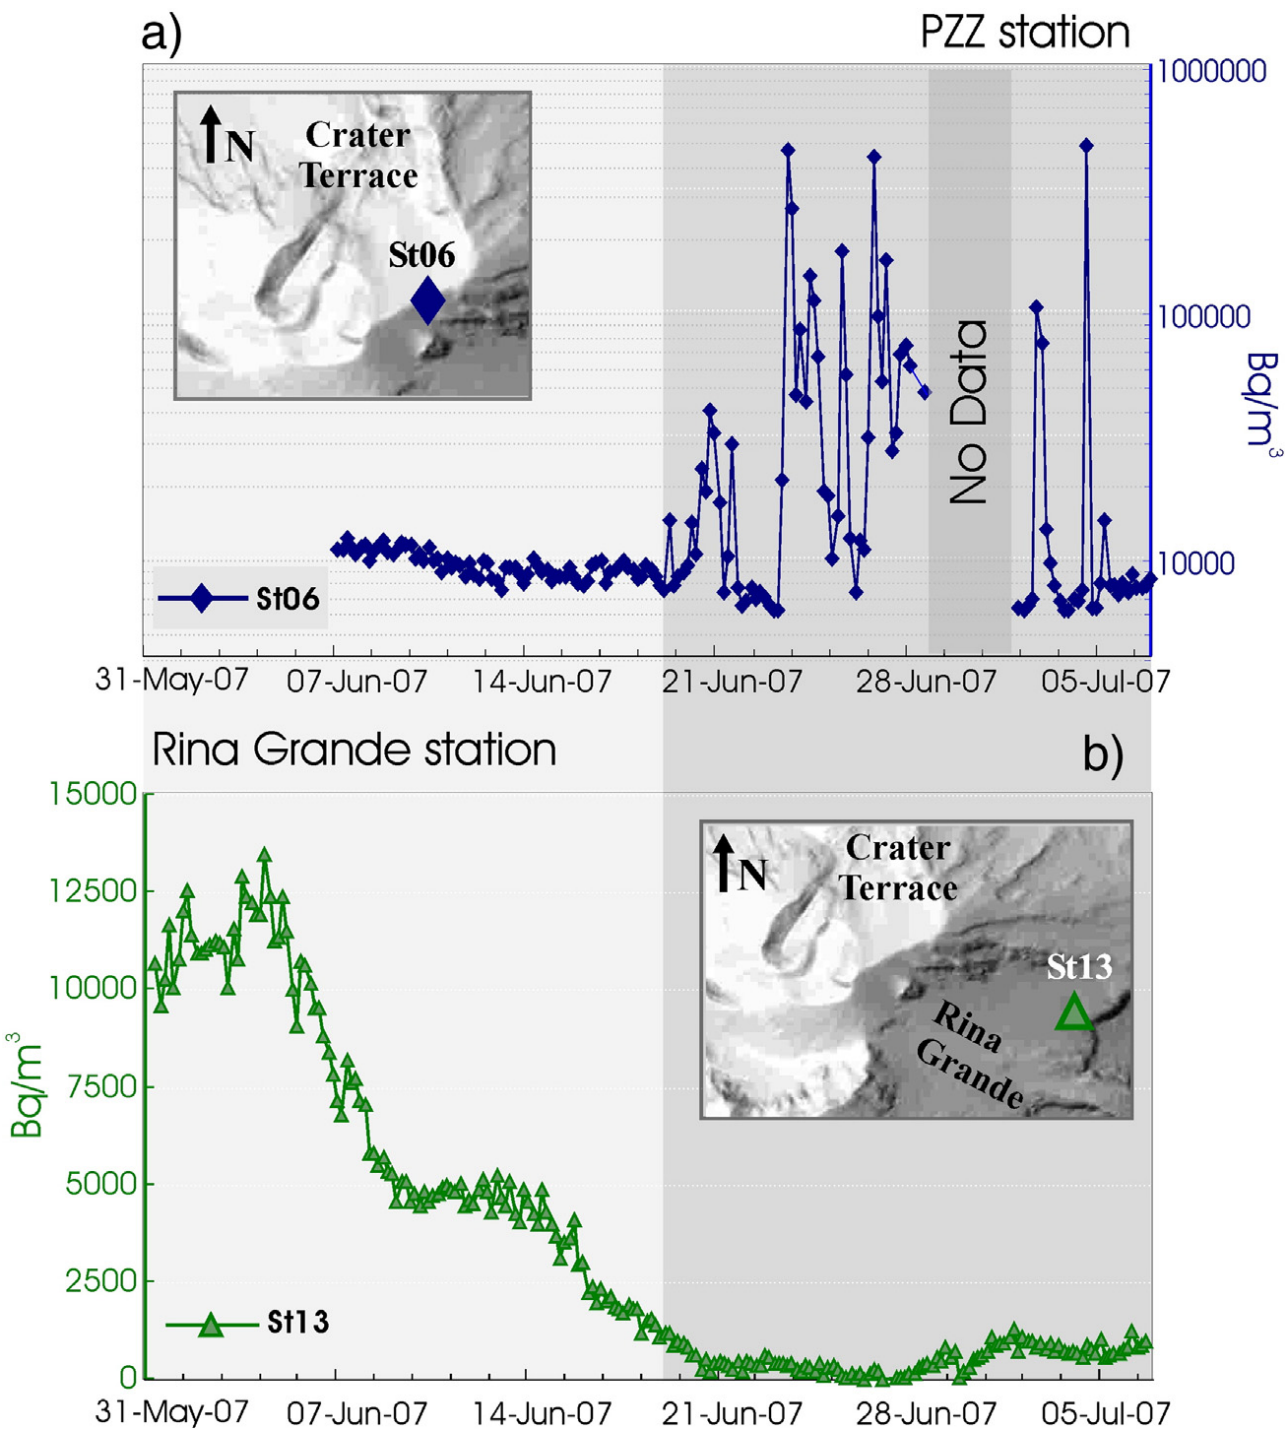 a)
PZZ station
1000000
N
Crater
Terrace
St06
100000
No Data
Bq/m³
10000
St06
31-May-07
07-Jun-07
14-Jun-07
21-Jun-07
28-Jun-07
05-Jul-07
Rina Grande station
b)
15000
12500
10000
7500
5000
2500
0
Bq/m³
N
Crater
Terrace
St13
Rina
Grande
St13
31-May-07
07-Jun-07
14-Jun-07
21-Jun-07
28-Jun-07
05-Jul-07